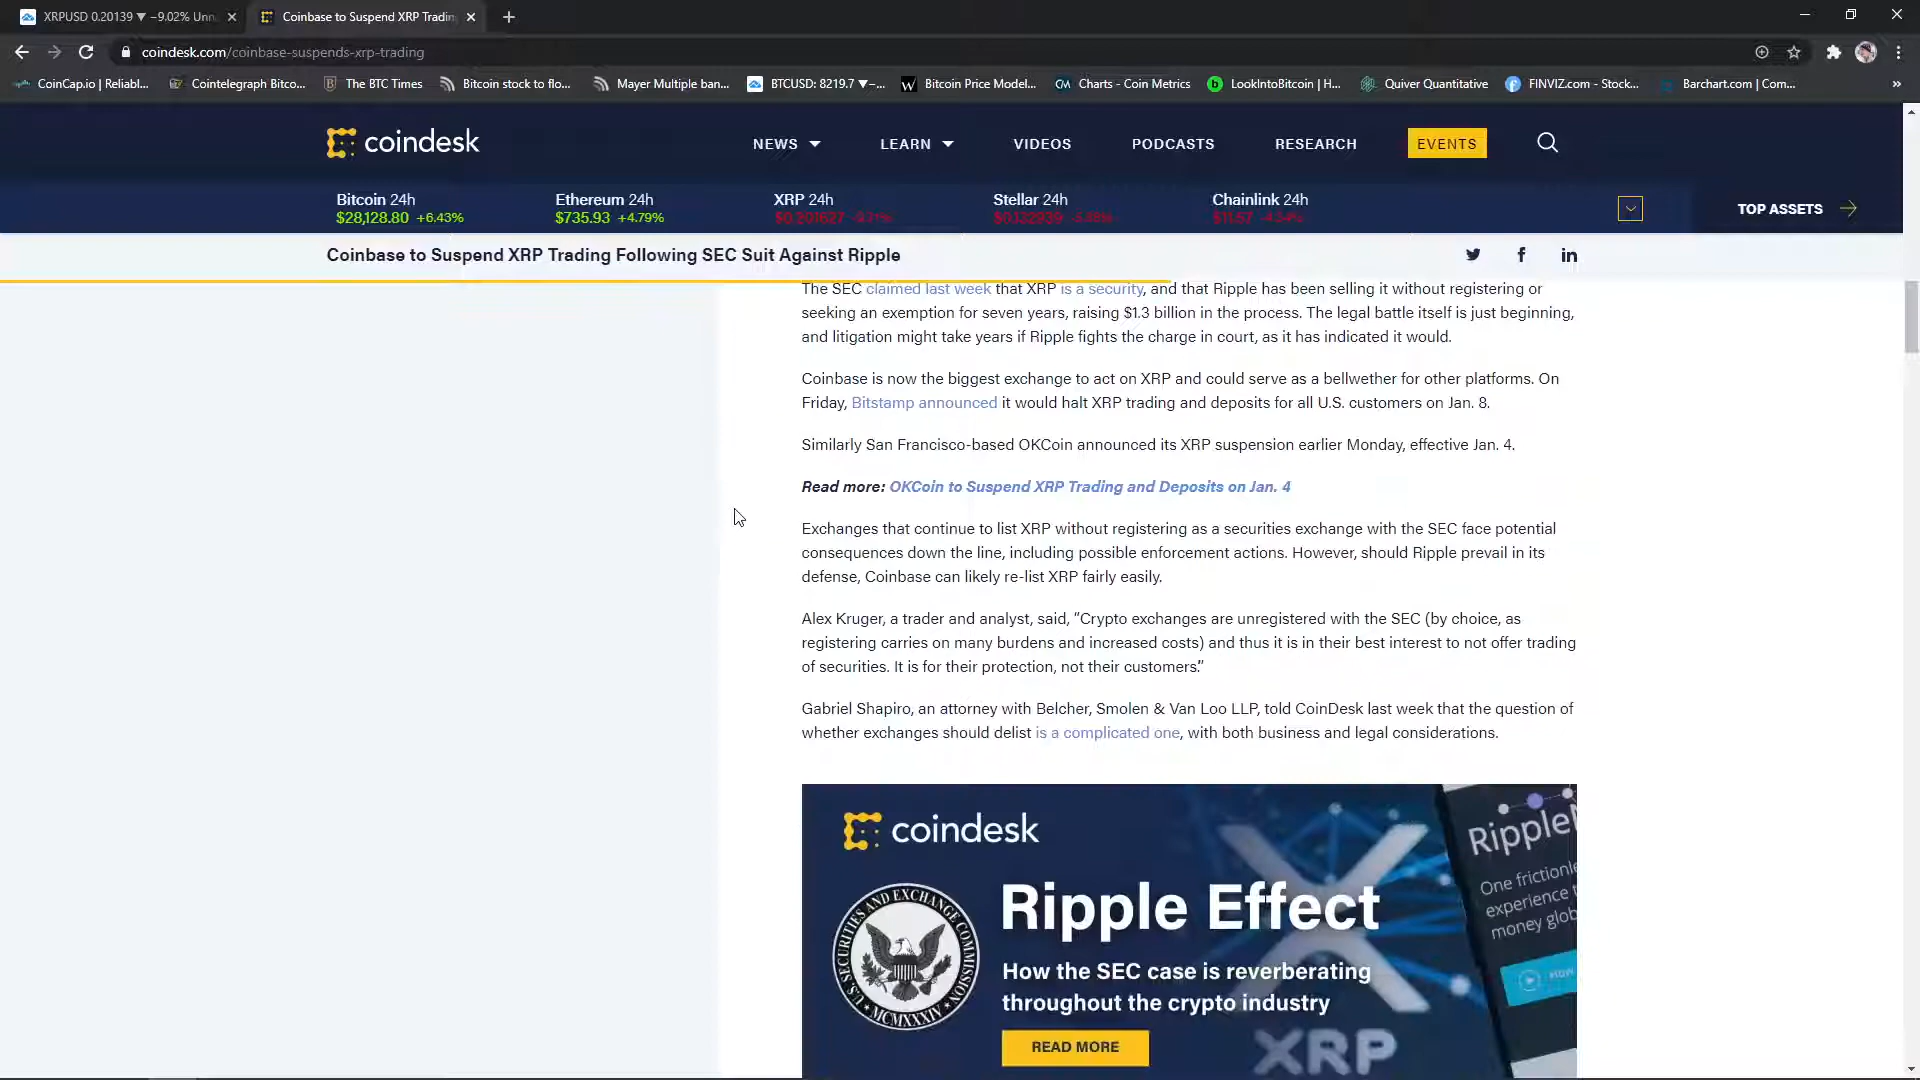 XRPUSD 0.20139 ▼ −9.02% Unn
Coinbase to Suspend XRP Tradin
coindesk.com/coinbase-suspends-xrp-trading
CoinCap.io | Reliabl...
Cointelegraph Bitco...
The BTC Times
Bitcoin stock to flo...
Mayer Multiple ban...
BTCUSD: 8219.7 ▼−...
Bitcoin Price Model...
Charts - Coin Metrics
LookIntoBitcoin | H...
Quiver Quantitative
FINVIZ.com - Stock...
Barchart.com | Com...
coindesk
NEWS
LEARN
VIDEOS
PODCASTS
RESEARCH
EVENTS
Bitcoin 24h
$28,128.80 +6.43%
Ethereum 24h
$735.93 +4.79%
XRP 24h
$0.201627 -9.71%
Stellar 24h
$0.132939
Chainlink 24h
$11.57
TOP ASSETS
Coinbase to Suspend XRP Trading Following SEC Suit Against Ripple
The SEC claimed last week that XRP is a security, and that Ripple has been selling it without registering or
seeking an exemption for seven years, raising $1.3 billion in the process. The legal battle itself is just beginning,
and litigation might take years if Ripple fights the charge in court, as it has indicated it would.
Coinbase is now the biggest exchange to act on XRP and could serve as a bellwether for other platforms. On
Friday, Bitstamp announced it would halt XRP trading and deposits for all U.S. customers on Jan. 8.
Similarly San Francisco-based OKCoin announced its XRP suspension earlier Monday, effective Jan. 4.
Read more: OKCoin to Suspend XRP Trading and Deposits on Jan. 4
Exchanges that continue to list XRP without registering as a securities exchange with the SEC face potential
consequences down the line, including possible enforcement actions. However, should Ripple prevail in its
defense, Coinbase can likely re-list XRP fairly easily.
Alex Kruger, a trader and analyst, said, “Crypto exchanges are unregistered with the SEC (by choice, as
registering carries on many burdens and increased costs) and thus it is in their best interest to not offer trading
of securities. It is for their protection, not their customers.”
Gabriel Shapiro, an attorney with Belcher, Smolen & Van Loo LLP, told CoinDesk last week that the question of
whether exchanges should delist is a complicated one, with both business and legal considerations.
coindesk
Ripple Effect
How the SEC case is reverberating
throughout the crypto industry
READ MORE
U.S. SECURITIES AND EXCHANGE COMMISSION
MCMXXXIV
XRP
Ripple
One frictionle
experience t
money glob